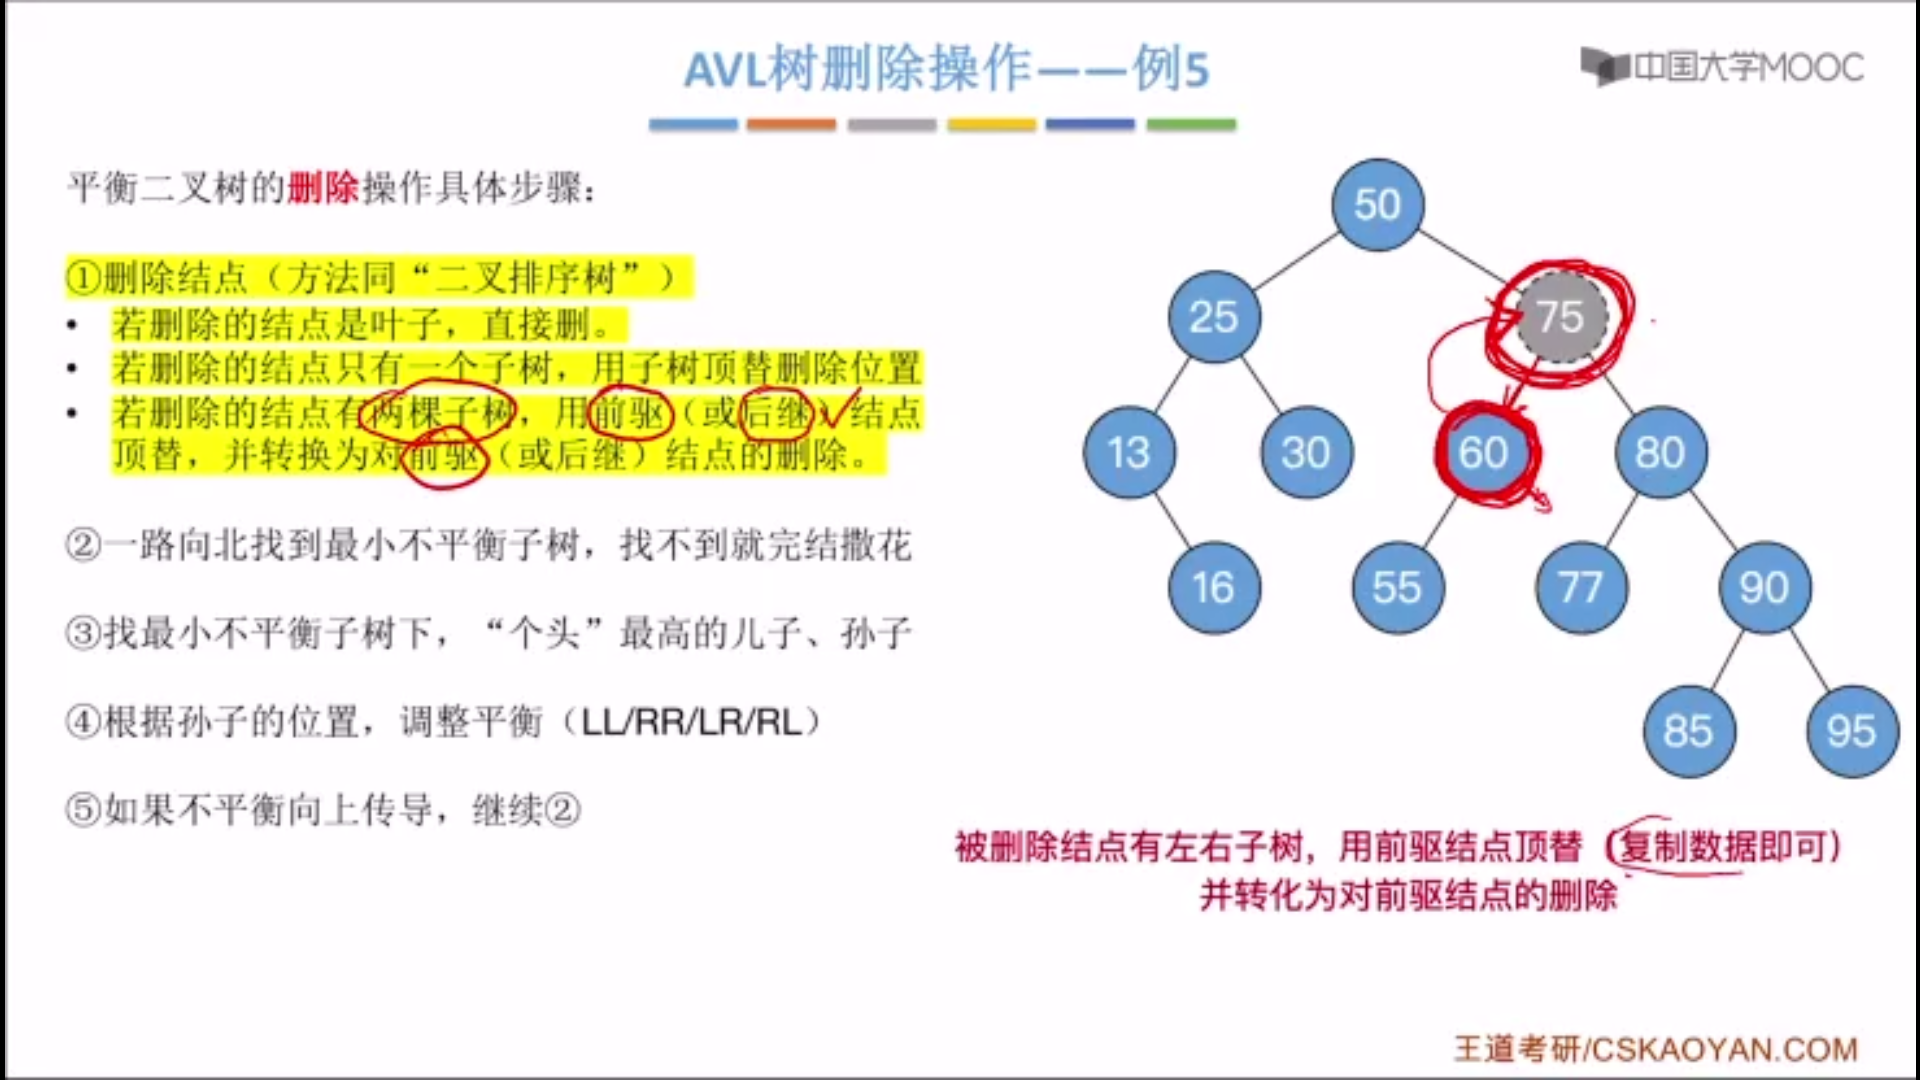 AVL树删除操作——例5
中国大学MOOC
平衡二叉树的删除操作具体步骤：
①删除结点（方法同“二叉排序树”）
• 若删除的结点是叶子，直接删。
• 若删除的结点只有一个子树，用子树顶替删除位置
• 若删除的结点有两棵子树，用前驱（或后继）结点
顶替，并转换为对前驱（或后继）结点的删除。
②一路向北找到最小不平衡子树，找不到就完结撒花
③找最小不平衡子树下，“个头”最高的儿子、孙子
④根据孙子的位置，调整平衡（LL/RR/LR/RL）
⑤如果不平衡向上传导，继续②
50
25 75
13 30 60 80
16 55 77 90
85 95
被删除结点有左右子树，用前驱结点顶替（复制数据即可）
并转化为对前驱结点的删除
王道考研/CSKAOYAN.COM